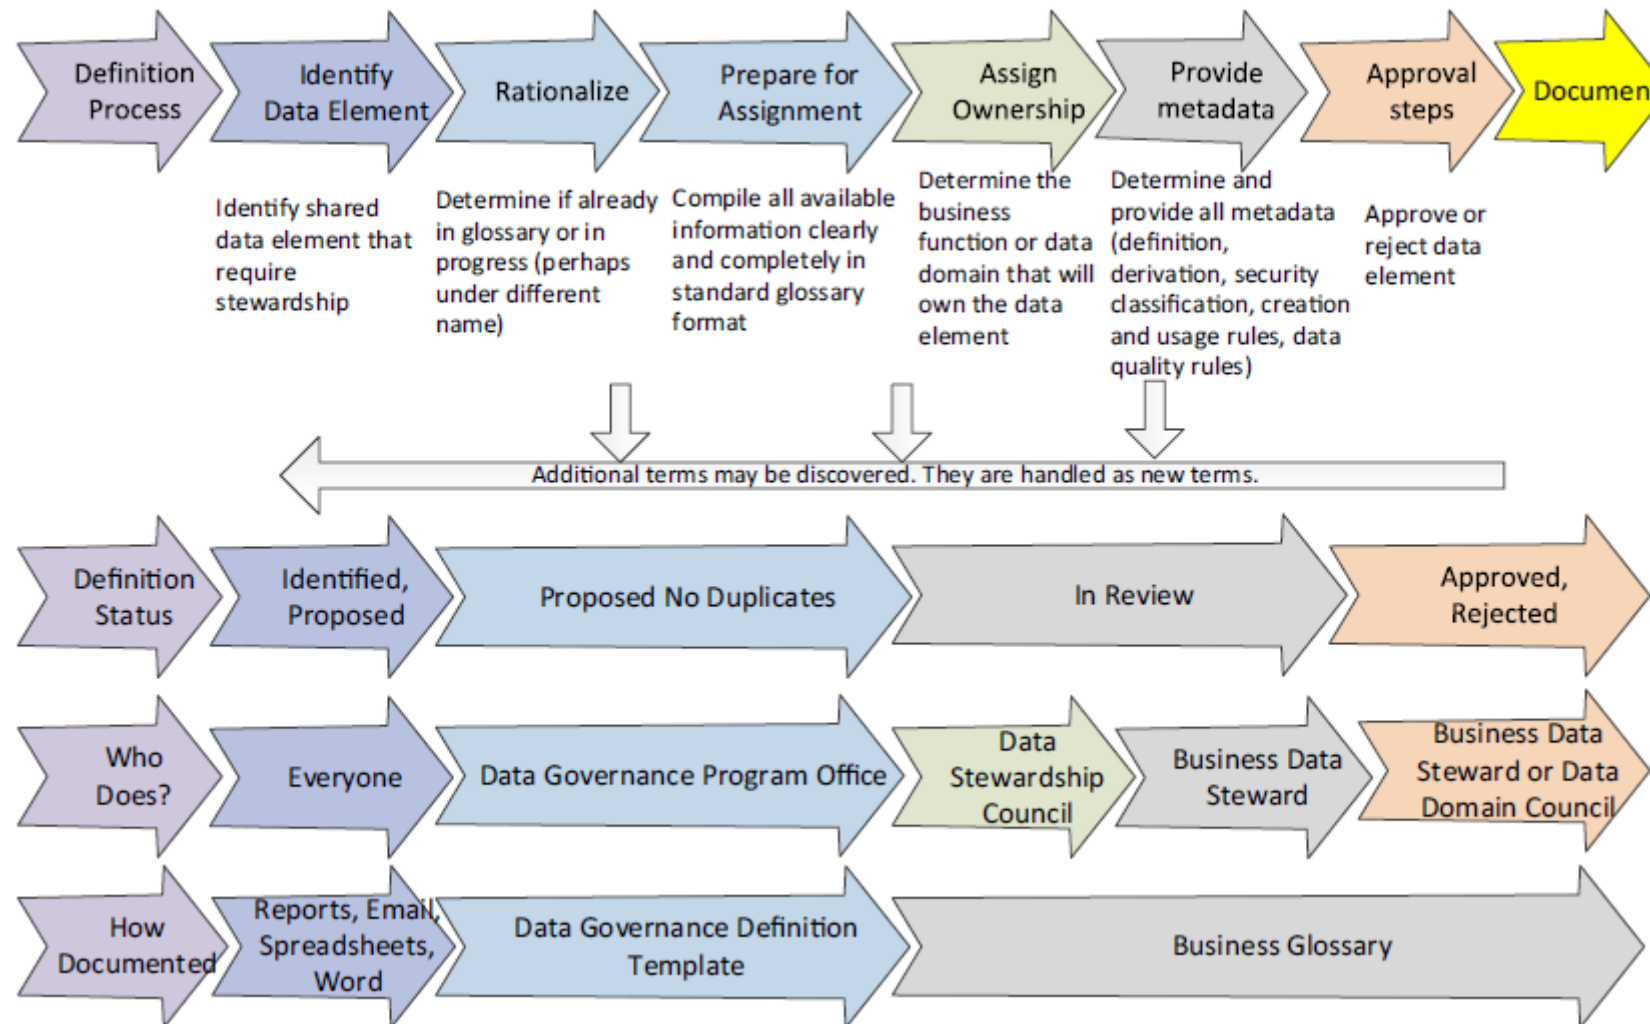 Definition
Process
Identify
Data Element
Rationalize
Prepare for
Assignment
Assign
Ownership
Provide
metadata
Approval
steps
Documen
Identify shared
data element that
require
stewardship
Determine if already
in glossary or in
progress (perhaps
under different
name)
Compile all available
information clearly
and completely in
standard glossary
format
Determine the
business
function or data
domain that will
own the data
element
Determine and
provide all metadata
(definition,
derivation, security
classification, creation
and usage rules, data
quality rules)
Approve or
reject data
element
Additional terms may be discovered. They are handled as new terms.
Definition
Status
Identified,
Proposed
Proposed No Duplicates
In Review
Approved,
Rejected
Who
Does?
Everyone
Data Governance Program Office
Data
Stewardship
Council
Business Data
Steward
Business Data
Steward or Data
Domain Council
How
Documented
Reports, Email,
Spreadsheets,
Word
Data Governance Definition
Template
Business Glossary